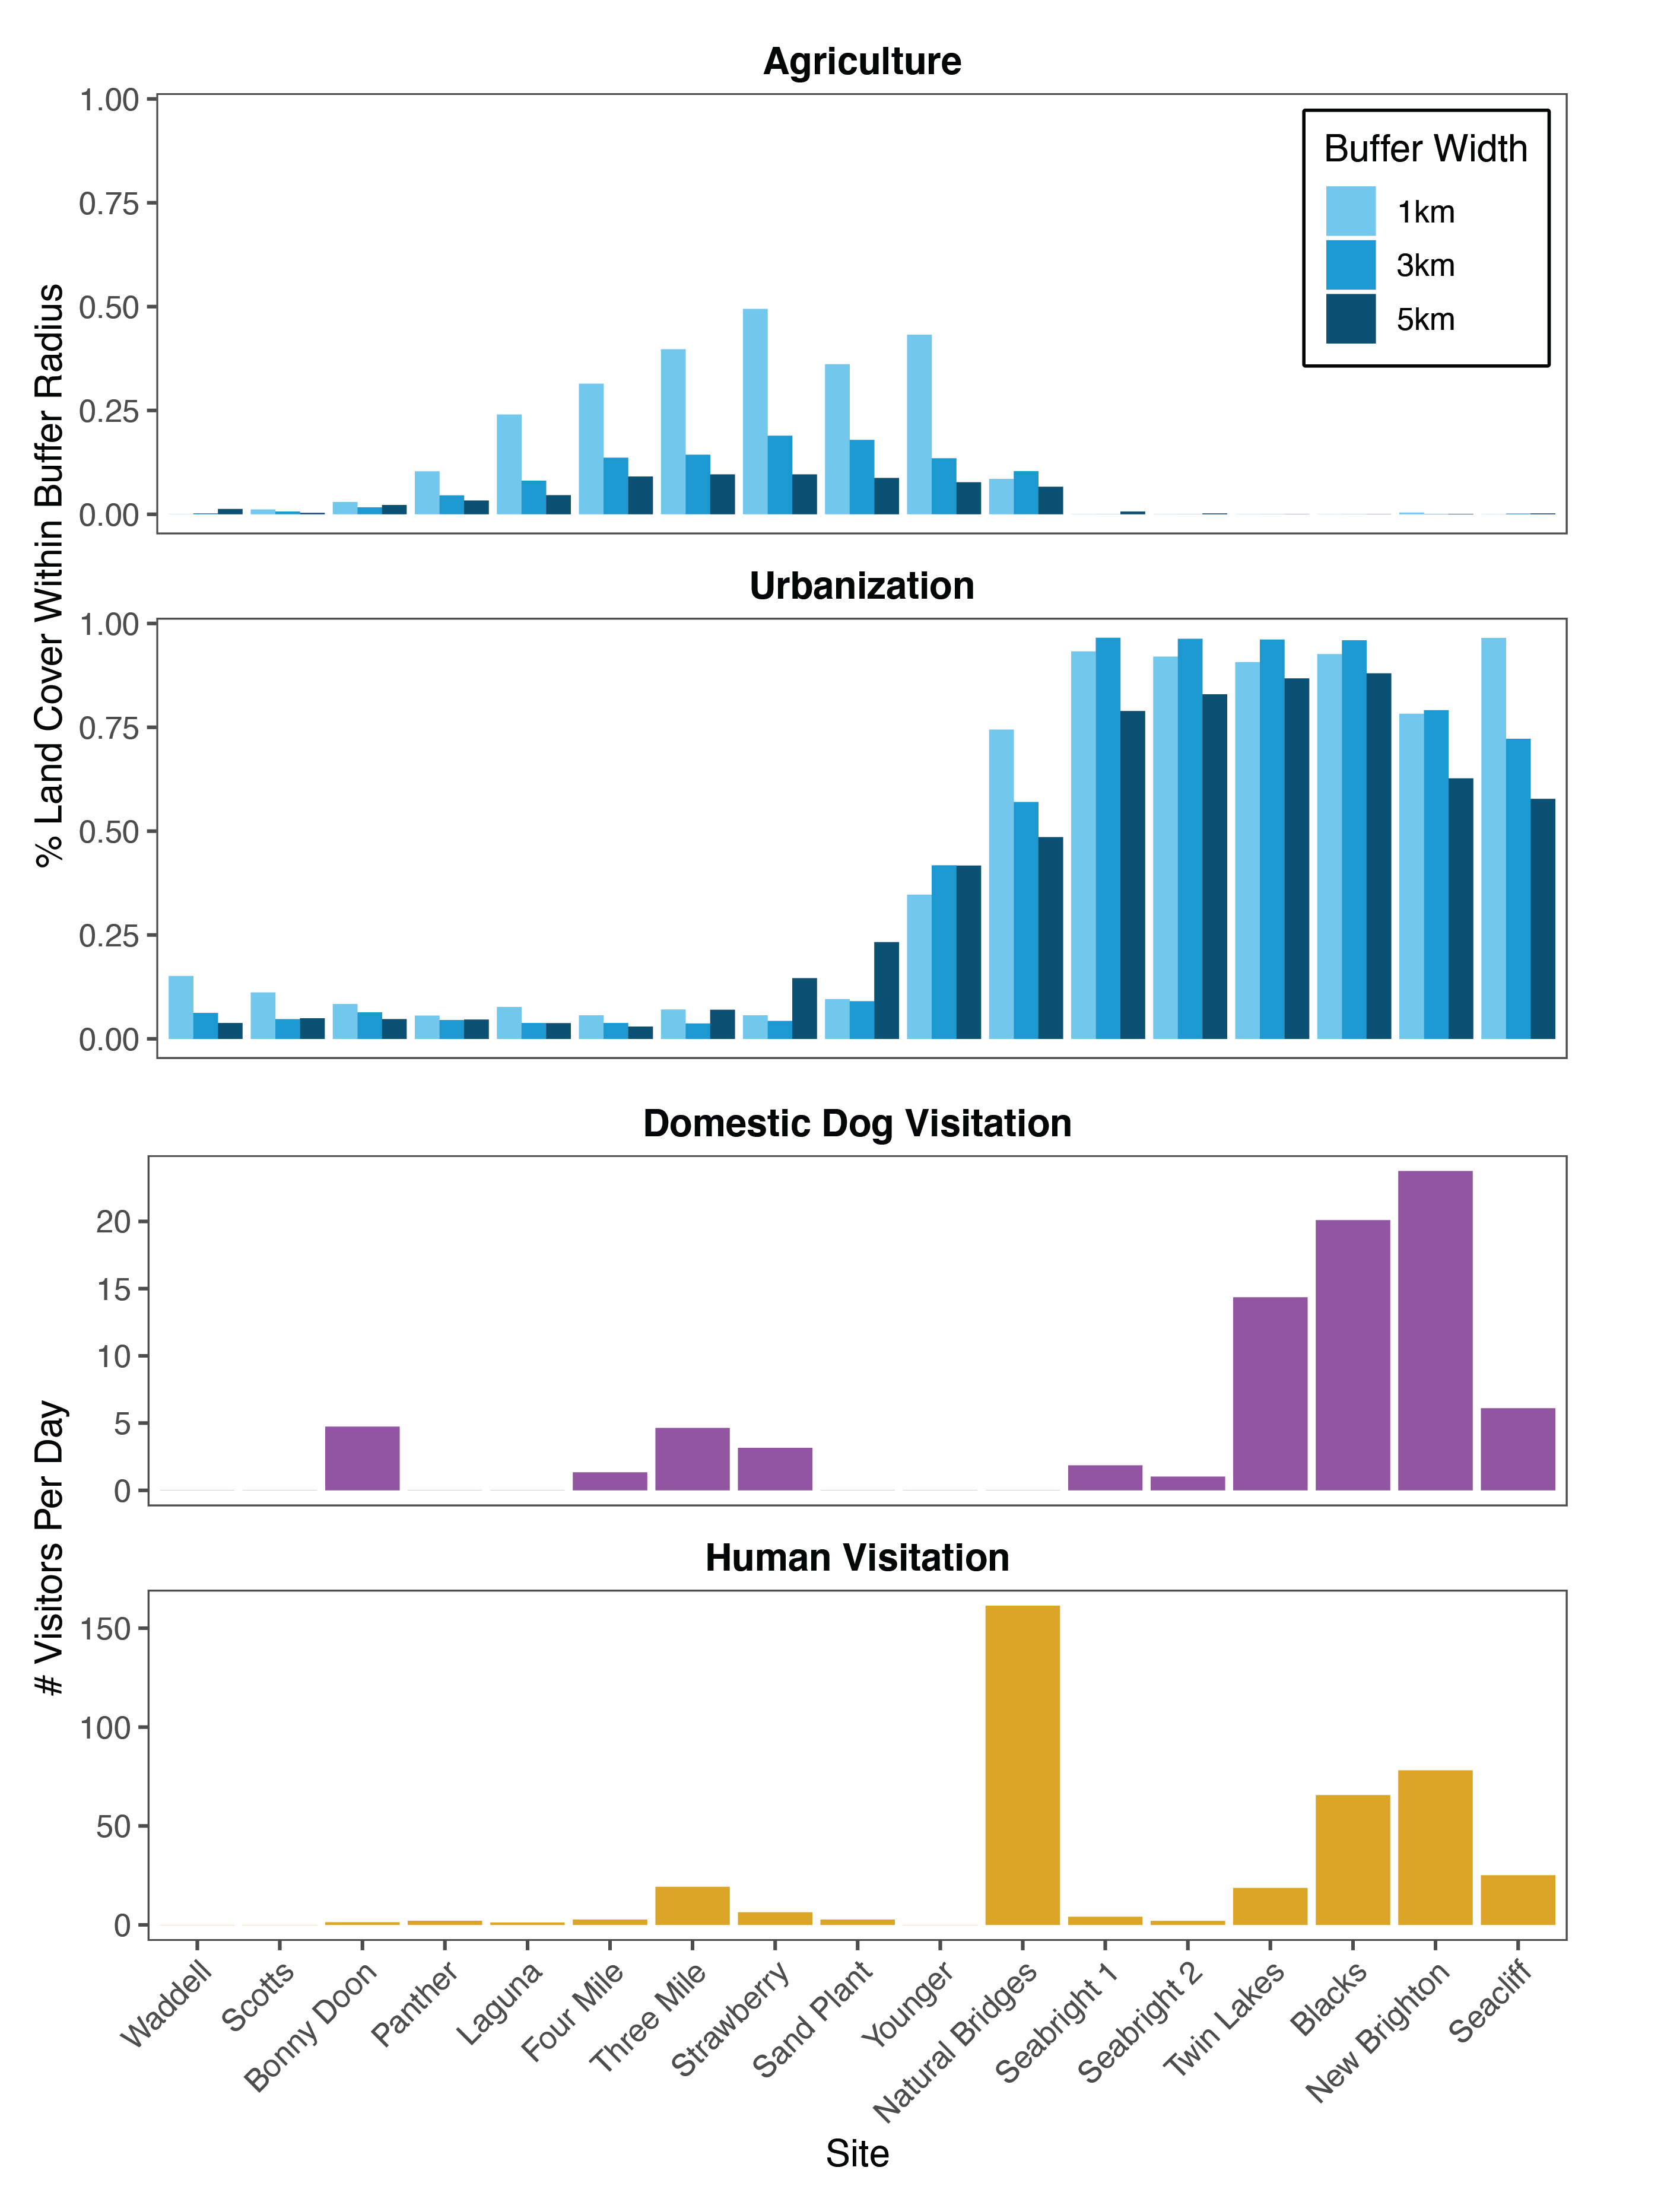 Agriculture
1.00
0.75
0.50
0.25
0.00
Buffer Width
1km
3km
5km
% Land Cover Within Buffer Radius
Urbanization
1.00
0.75
0.50
0.25
0.00
Domestic Dog Visitation
20
15
10
5
0
# Visitors Per Day
Human Visitation
150
100
50
0
Waddell
Scotts
Bonny Doon
Panther
Laguna
Four Mile
Three Mile
Strawberry
Sand Plant
Younger
Natural Bridges
Seabright 1
Seabright 2
Twin Lakes
Blacks
New Brighton
Seacliff
Site